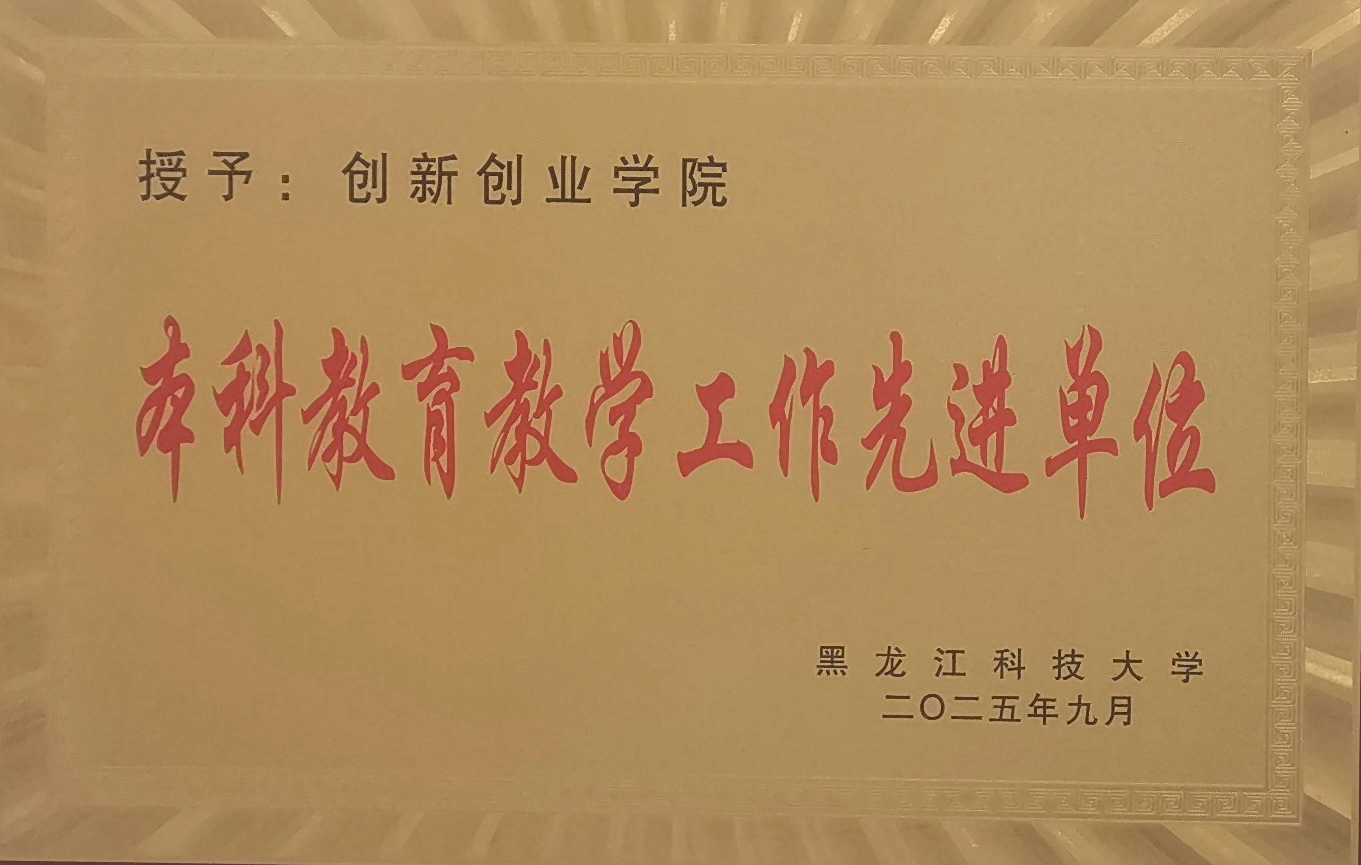 授予：创新创业学院
本科教育教学工作先进单位
黑龙江科技大学
二〇二五年九月